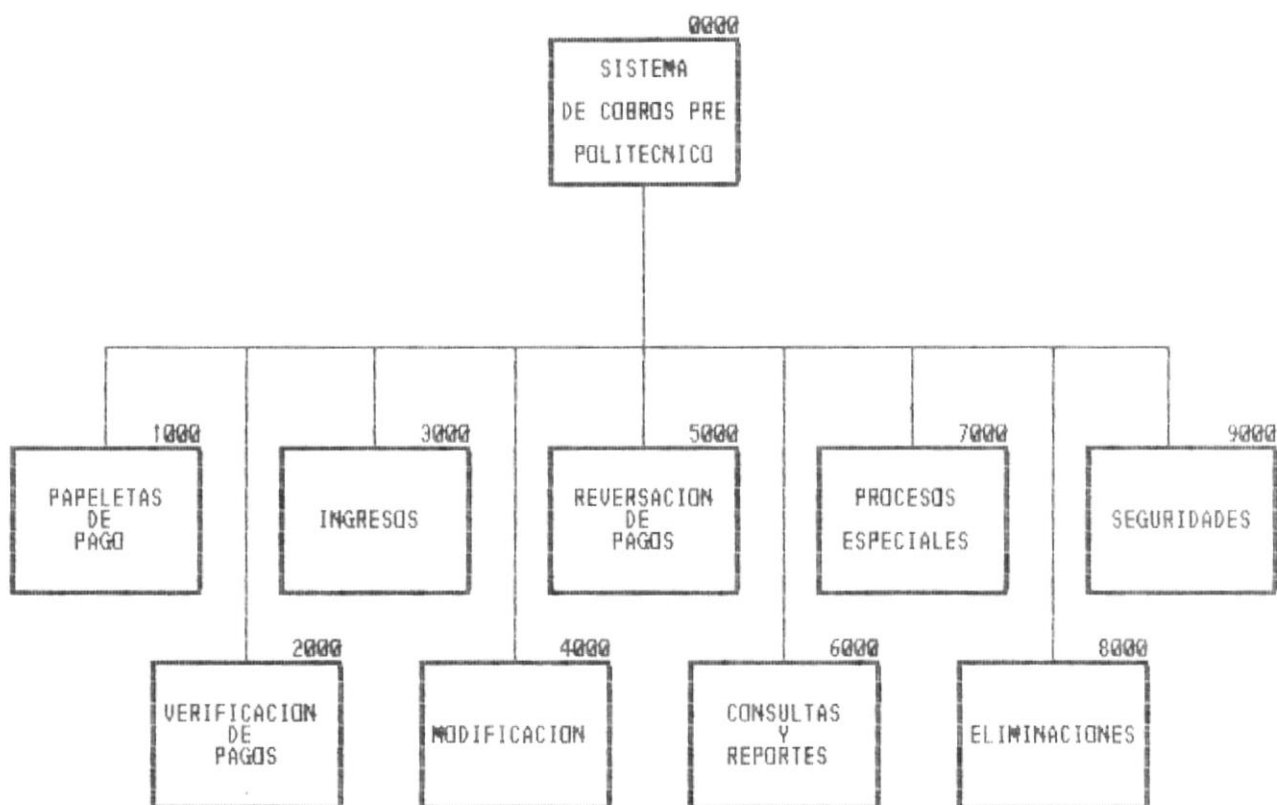 0000
SISTEMA
DE COBROS PRE
POLITECNICO
1000
PAPELETAS
DE
PAGO
3000
INGRESOS
5000
REVERSACION
DE
PAGOS
7000
PROCESOS
ESPECIALES
9000
SEGURIDADES
2000
VERIFICACION
DE
PAGOS
4000
MODIFICACION
6000
CONSULTAS
Y
REPORTES
8000
ELIMINACIONES